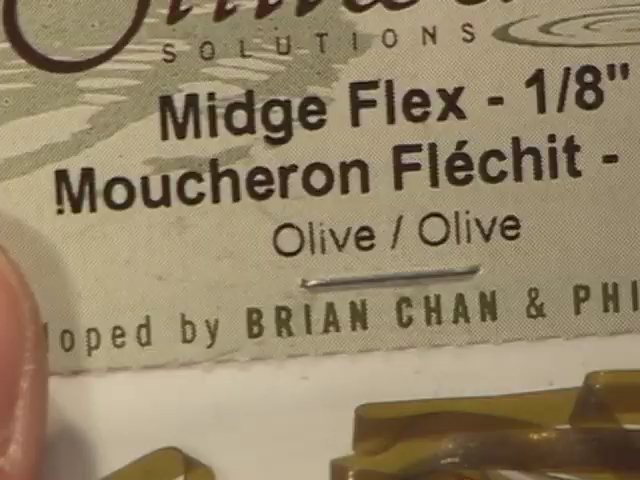 SOLUTIONS
Midge Flex - 1/8"
Moucheron Fléchit -
Olive / Olive
loped by BRIAN CHAN & PHI